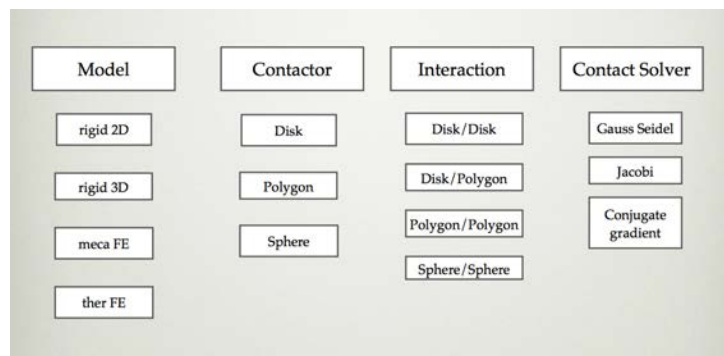 Model
Contactor
Interaction
Contact Solver
rigid 2D
Disk
Disk/Disk
Gauss Seidel
rigid 3D
Polygon
Disk/Polygon
Jacobi
meca FE
Sphere
Polygon/Polygon
Conjugate
gradient
ther FE
Sphere/Sphere